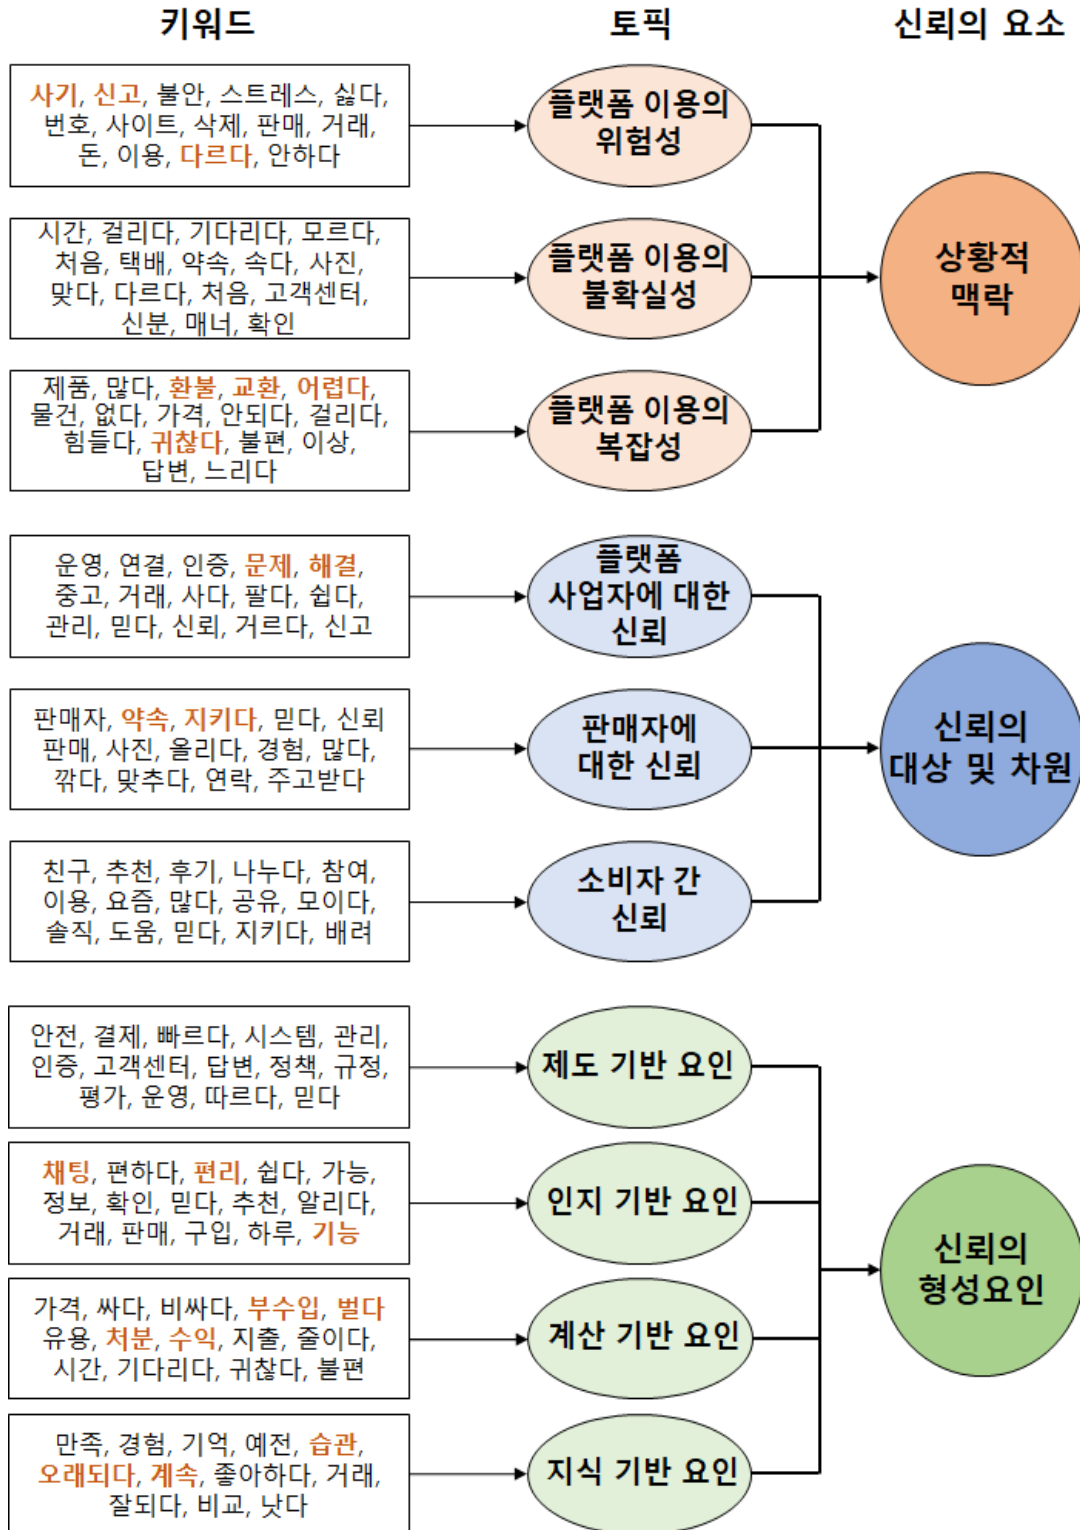 키워드
토픽
신뢰의 요소
사기, 신고, 불안, 스트레스, 싫다,
번호, 사이트, 삭제, 판매, 거래,
돈, 이용, 다르다, 안하다
플랫폼 이용의
위험성
시간, 걸리다, 기다리다, 모르다,
처음, 택배, 약속, 속다, 사진,
맞다, 다르다, 처음, 고객센터,
신분, 매너, 확인
플랫폼 이용의
불확실성
제품, 많다, 환불, 교환, 어렵다,
물건, 없다, 가격, 안되다, 걸리다,
힘들다, 귀찮다, 불편, 이상,
답변, 느리다
플랫폼 이용의
복잡성
상황적
맥락
운영, 연결, 인증, 문제, 해결,
중고, 거래, 사다, 팔다, 쉽다,
관리, 믿다, 신뢰, 거르다, 신고
플랫폼
사업자에 대한
신뢰
판매자, 약속, 지키다, 믿다, 신뢰
판매, 사진, 올리다, 경험, 많다,
깎다, 맞추다, 연락, 주고받다
판매자에
대한 신뢰
친구, 추천, 후기, 나누다, 참여,
이용, 요즘, 많다, 공유, 모이다,
솔직, 도움, 믿다, 지키다, 배려
소비자 간
신뢰
신뢰의
대상 및 차원
안전, 결제, 빠르다, 시스템, 관리,
인증, 고객센터, 답변, 정책, 규정,
평가, 운영, 따르다, 믿다
제도 기반 요인
채팅, 편하다, 편리, 쉽다, 가능,
정보, 확인, 믿다, 추천, 알리다,
거래, 판매, 구입, 하루, 기능
인지 기반 요인
가격, 싸다, 비싸다, 부수입, 벌다
유용, 처분, 수익, 지출, 줄이다,
시간, 기다리다, 귀찮다, 불편
계산 기반 요인
만족, 경험, 기억, 예전, 습관,
오래되다, 계속, 좋아하다, 거래,
잘되다, 비교, 낫다
지식 기반 요인
신뢰의
형성요인